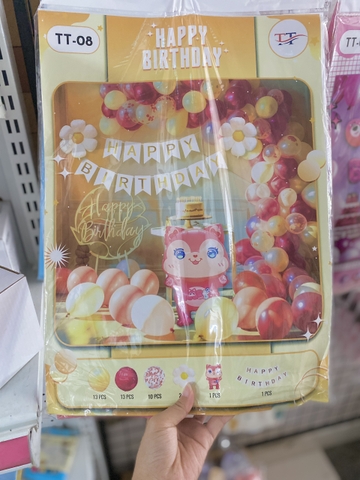 TT-08
HAPPY
BIRTHDAY
TT
HAPPY
BIRTHDAY
Happy
Birthday
13 PCS
13 PCS
10 PCS
1 PCS
HAPPY
BIRTHDAY
1 PCS